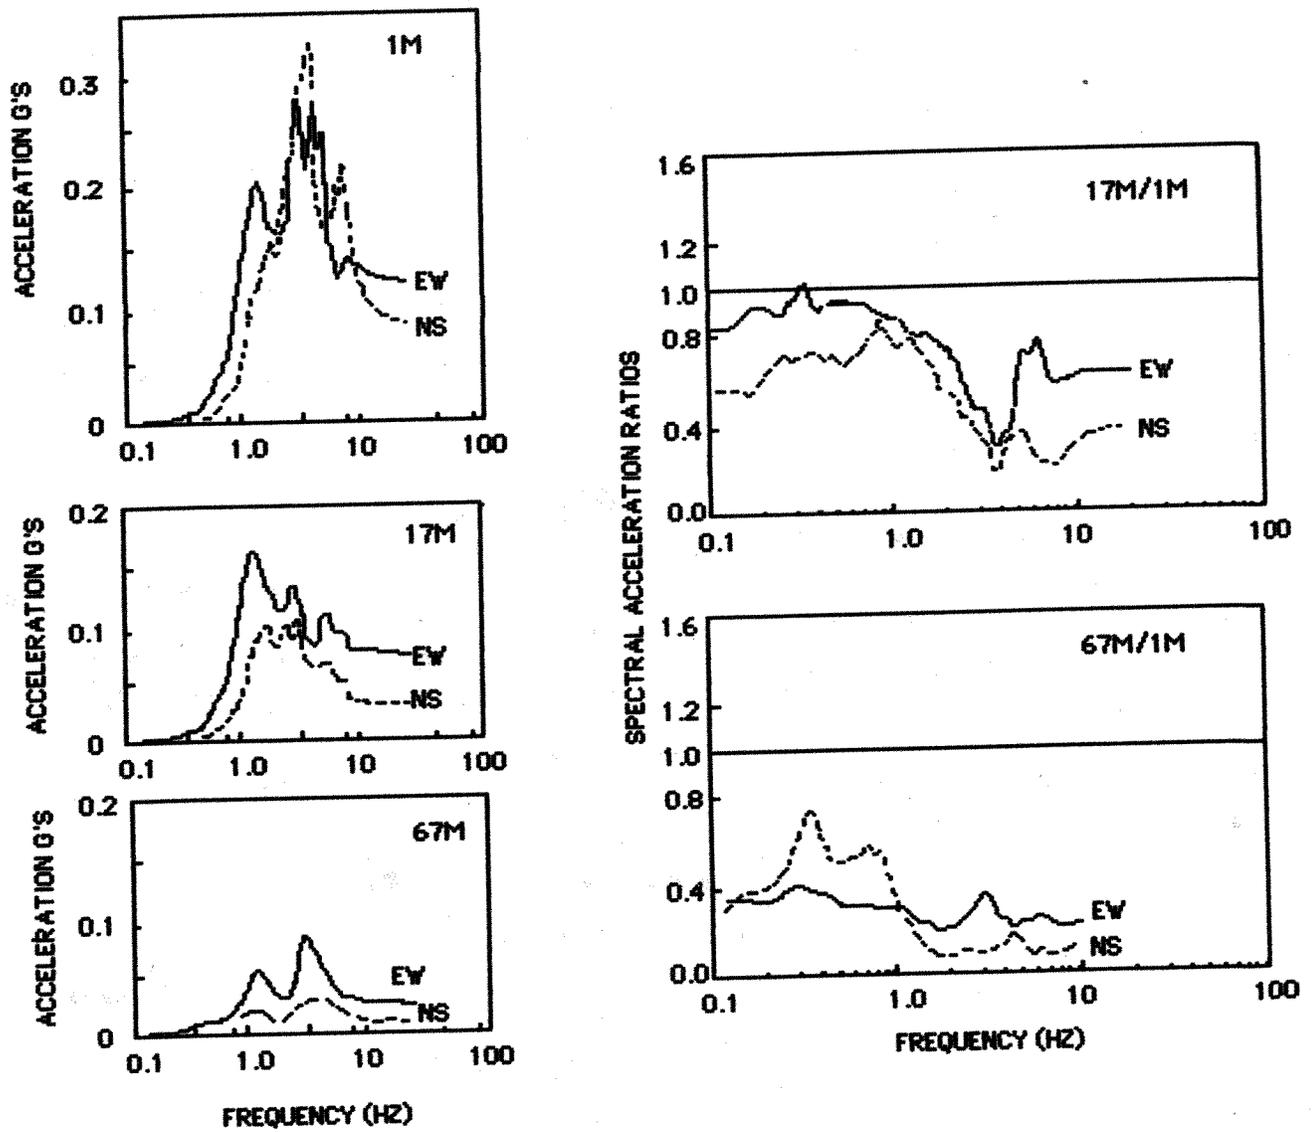 ACCELERATION G'S
1M
0.3
0.2
0.1
0
EW
NS
0.1 1.0 10 100
ACCELERATION G'S
17M
0.2
0.1
0
EW
NS
0.1 1.0 10 100
ACCELERATION G'S
67M
0.2
0.1
0
EW
NS
0.1 1.0 10 100
FREQUENCY (HZ)
SPECTRAL ACCELERATION RATIOS
17M/1M
1.6
1.2
1.0
0.8
0.4
0.0
EW
NS
0.1 1.0 10 100
67M/1M
1.6
1.2
1.0
0.8
0.4
0.0
EW
NS
0.1 1.0 10 100
FREQUENCY (HZ)